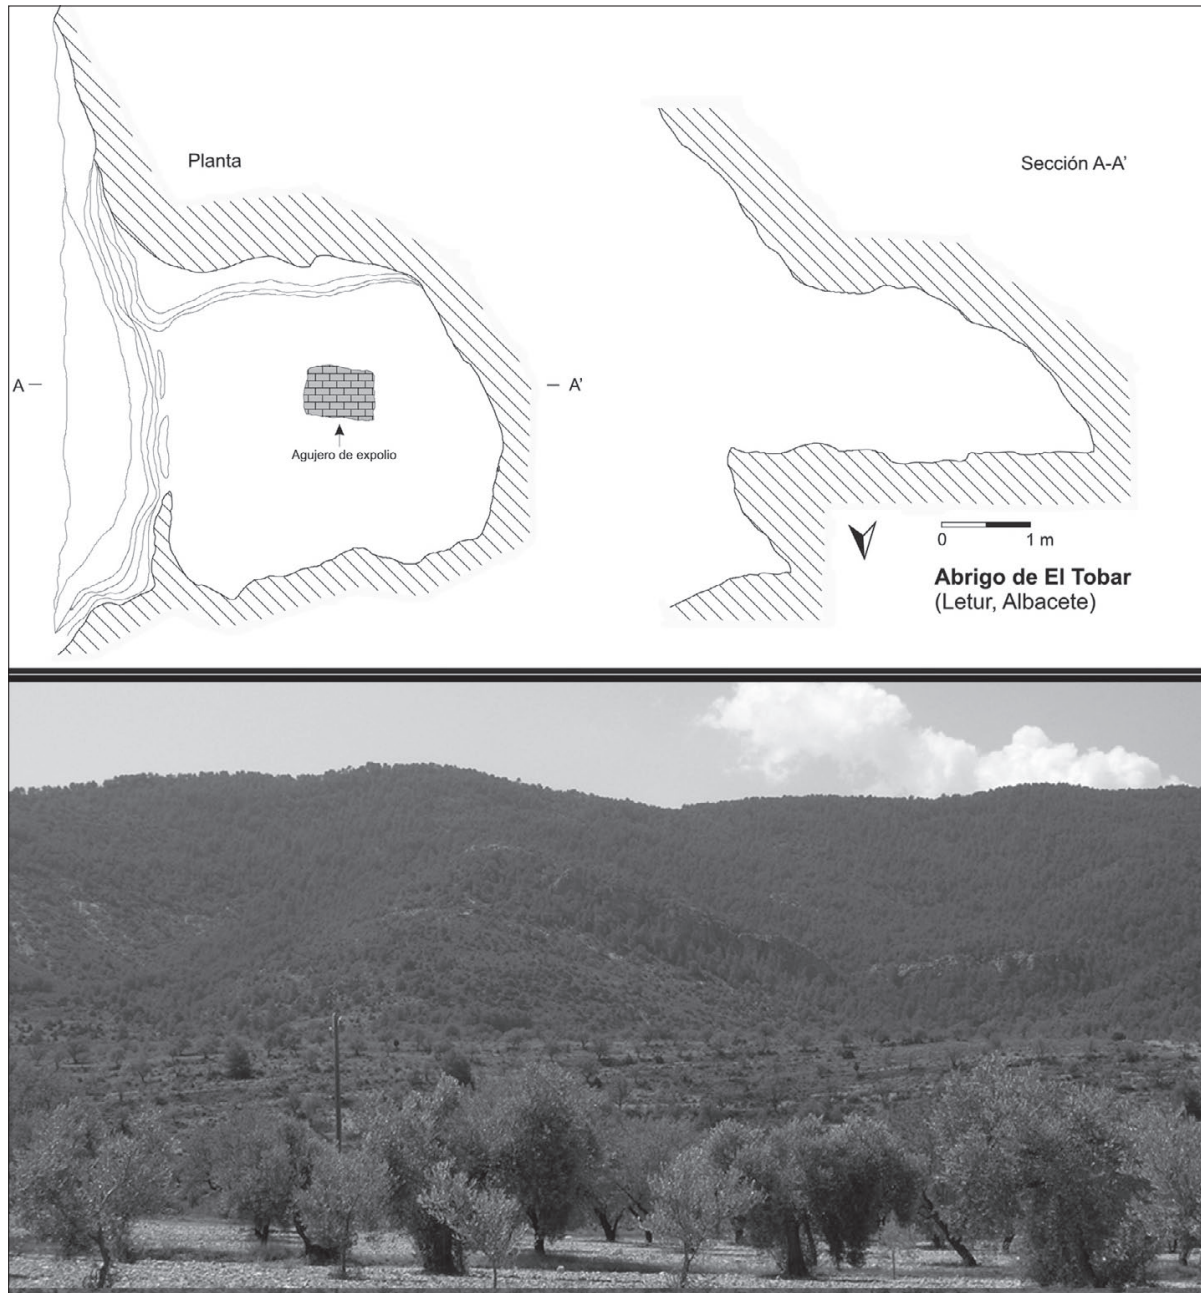 Planta
Sección A-A'
A
A'
Agujero de expolio
0 1 m
Abrigo de El Tobar
(Letur, Albacete)